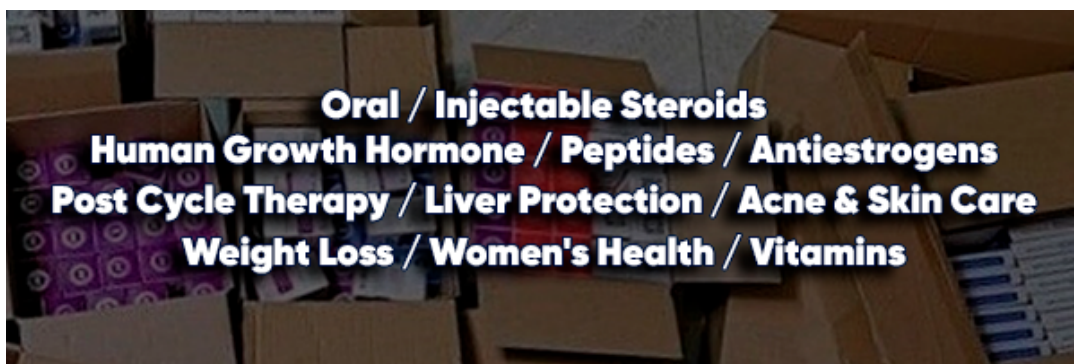 Oral / Injectable Steroids
Human Growth Hormone / Peptides / Antiestrogens
Post Cycle Therapy / Liver Protection / Acne & Skin Care
Weight Loss / Women's Health / Vitamins